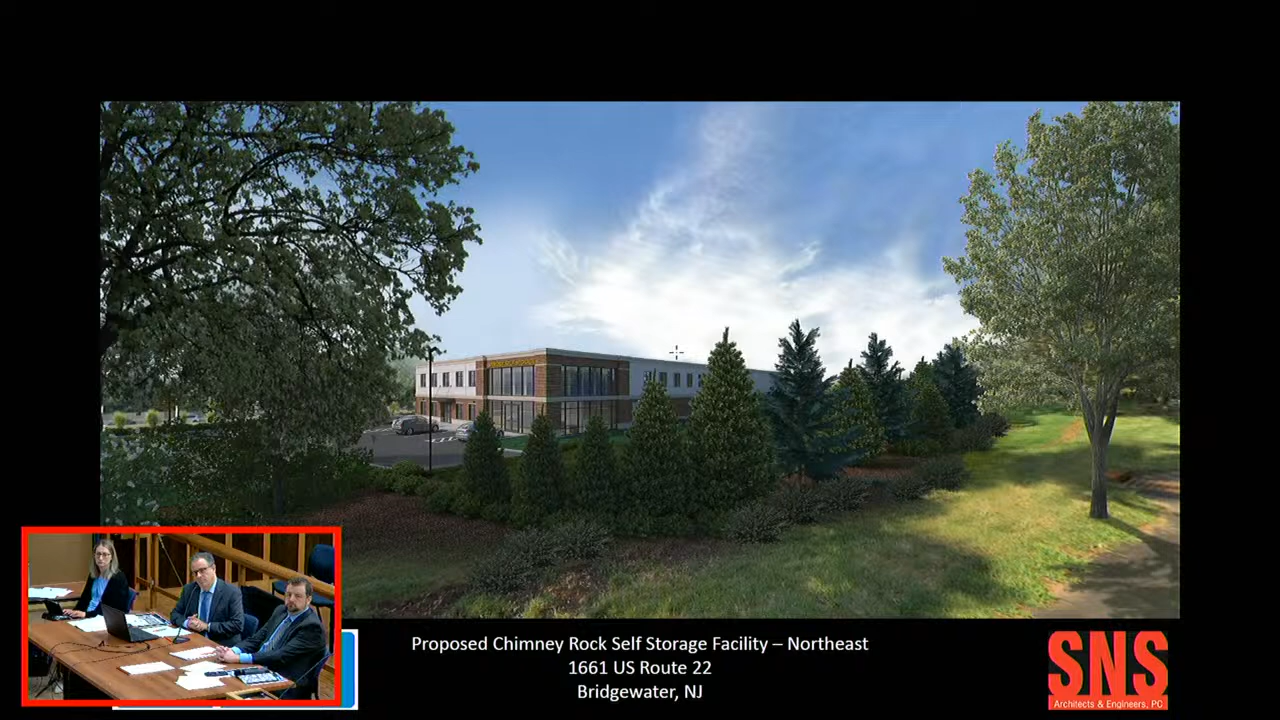 Proposed Chimney Rock Self Storage Facility – Northeast
1661 US Route 22
Bridgewater, NJ
SNS
Architects & Engineers, PC